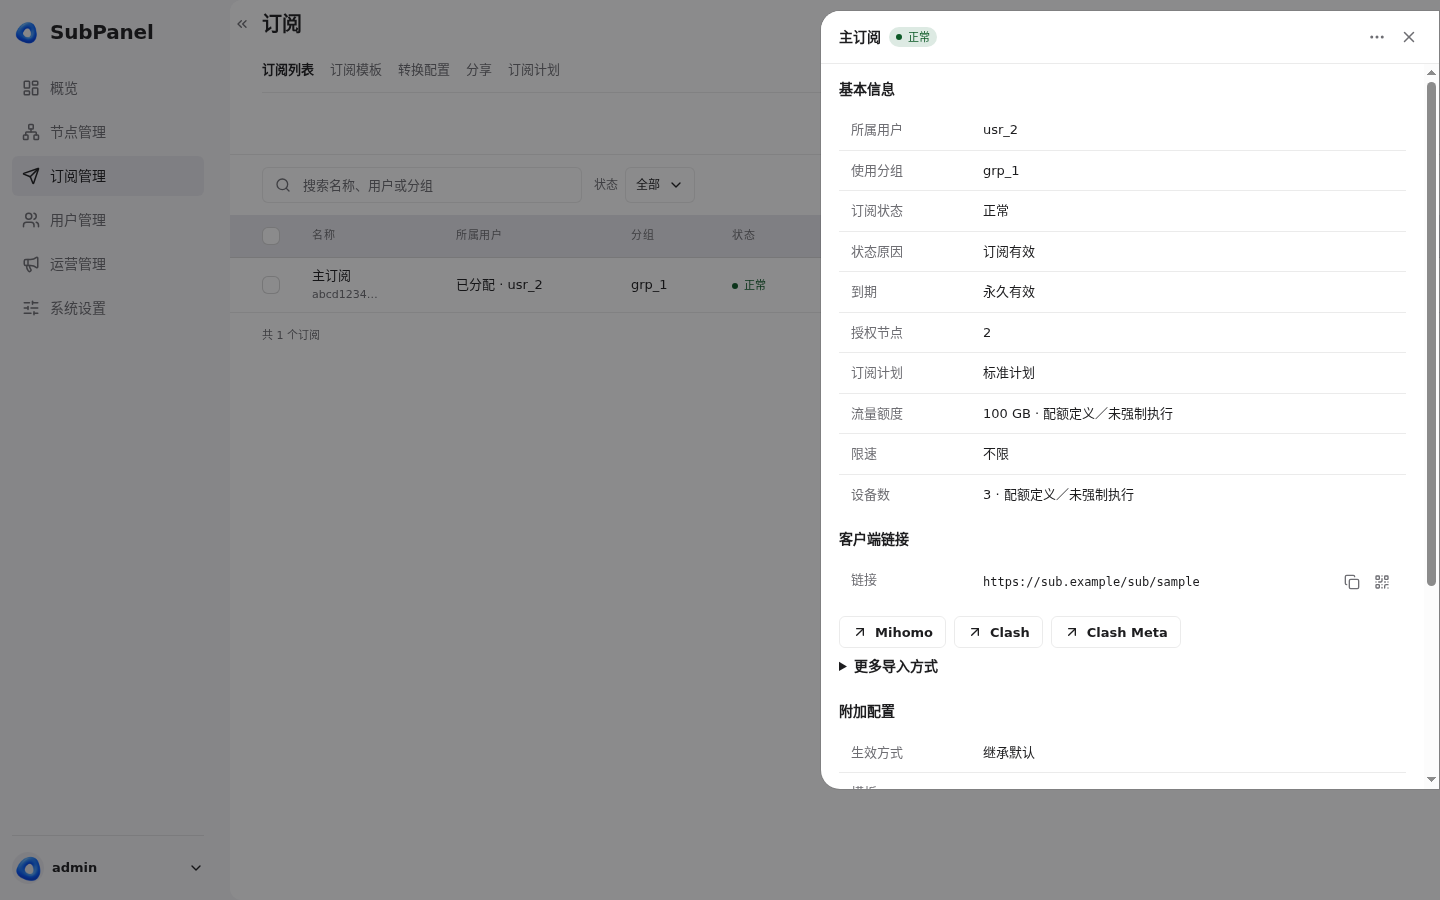 SubPanel
概览
节点管理
订阅管理
用户管理
运营管理
系统设置
admin
订阅
订阅列表 订阅模板 转换配置 分享 订阅计划
搜索名称、用户或分组 状态 全部
名称 所属用户 分组 状态
主订阅 已分配 · usr_2 grp_1 正常
abcd1234…
共 1 个订阅
主订阅 正常
基本信息
所属用户 usr_2
使用分组 grp_1
订阅状态 正常
状态原因 订阅有效
到期 永久有效
授权节点 2
订阅计划 标准计划
流量额度 100 GB · 配额定义／未强制执行
限速 不限
设备数 3 · 配额定义／未强制执行
客户端链接
链接 https://sub.example/sub/sample
Mihomo Clash Clash Meta
更多导入方式
附加配置
生效方式 继承默认